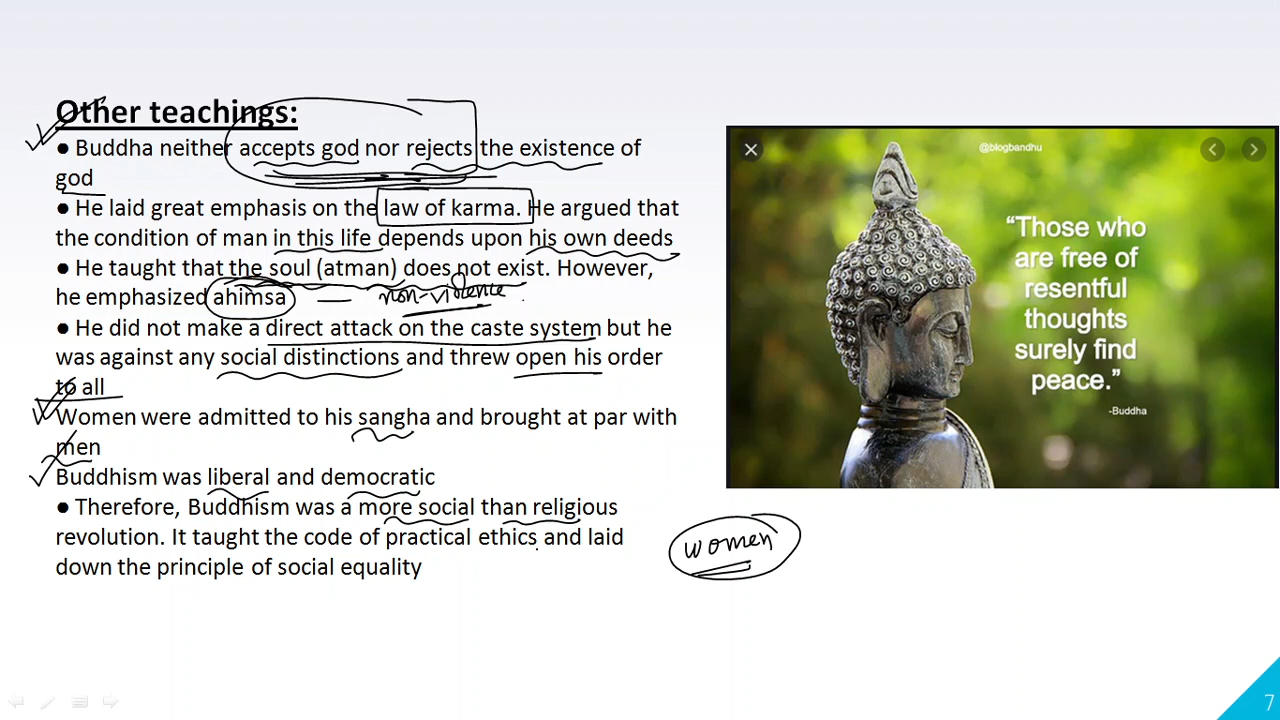 Other teachings:
● Buddha neither accepts god nor rejects the existence of
god
● He laid great emphasis on the law of karma. He argued that
the condition of man in this life depends upon his own deeds
● He taught that the soul (atman) does not exist. However,
he emphasized ahimsa — non-violence
● He did not make a direct attack on the caste system but he
was against any social distinctions and threw open his order
to all
Women were admitted to his sangha and brought at par with
men
Buddhism was liberal and democratic
● Therefore, Buddhism was a more social than religious
revolution. It taught the code of practical ethics and laid
down the principle of social equality
@blogbandhu
“Those who
are free of
resentful
thoughts
surely find
peace.”
-Buddha
women
7